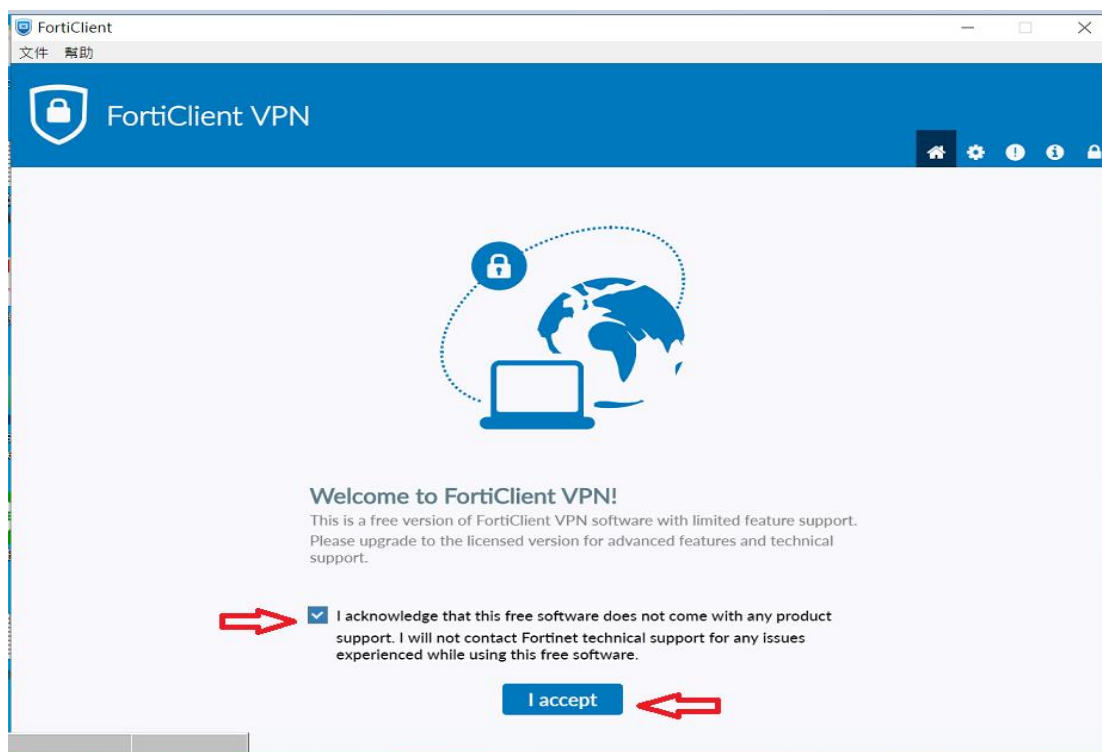 FortiClient
文件 幫助
FortiClient VPN
Welcome to FortiClient VPN!
This is a free version of FortiClient VPN software with limited feature support.
Please upgrade to the licensed version for advanced features and technical
support.
I acknowledge that this free software does not come with any product
support. I will not contact Fortinet technical support for any issues
experienced while using this free software.
I accept